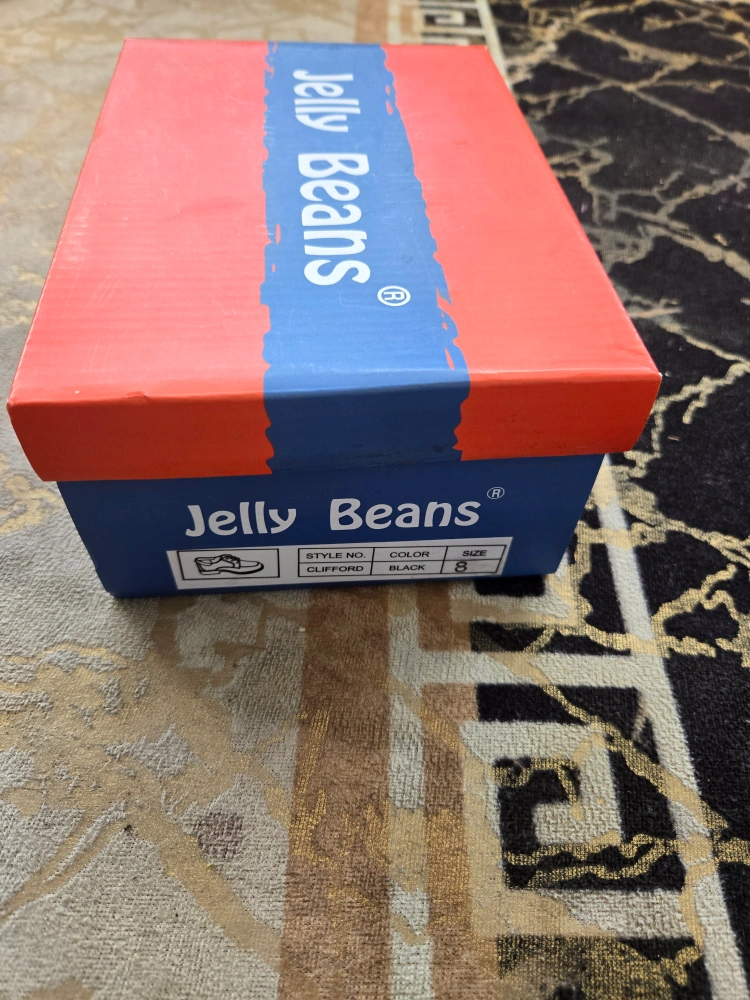 Jelly Beans ®
Jelly Beans ®
STYLE NO. COLOR SIZE
CLIFFORD BLACK 8